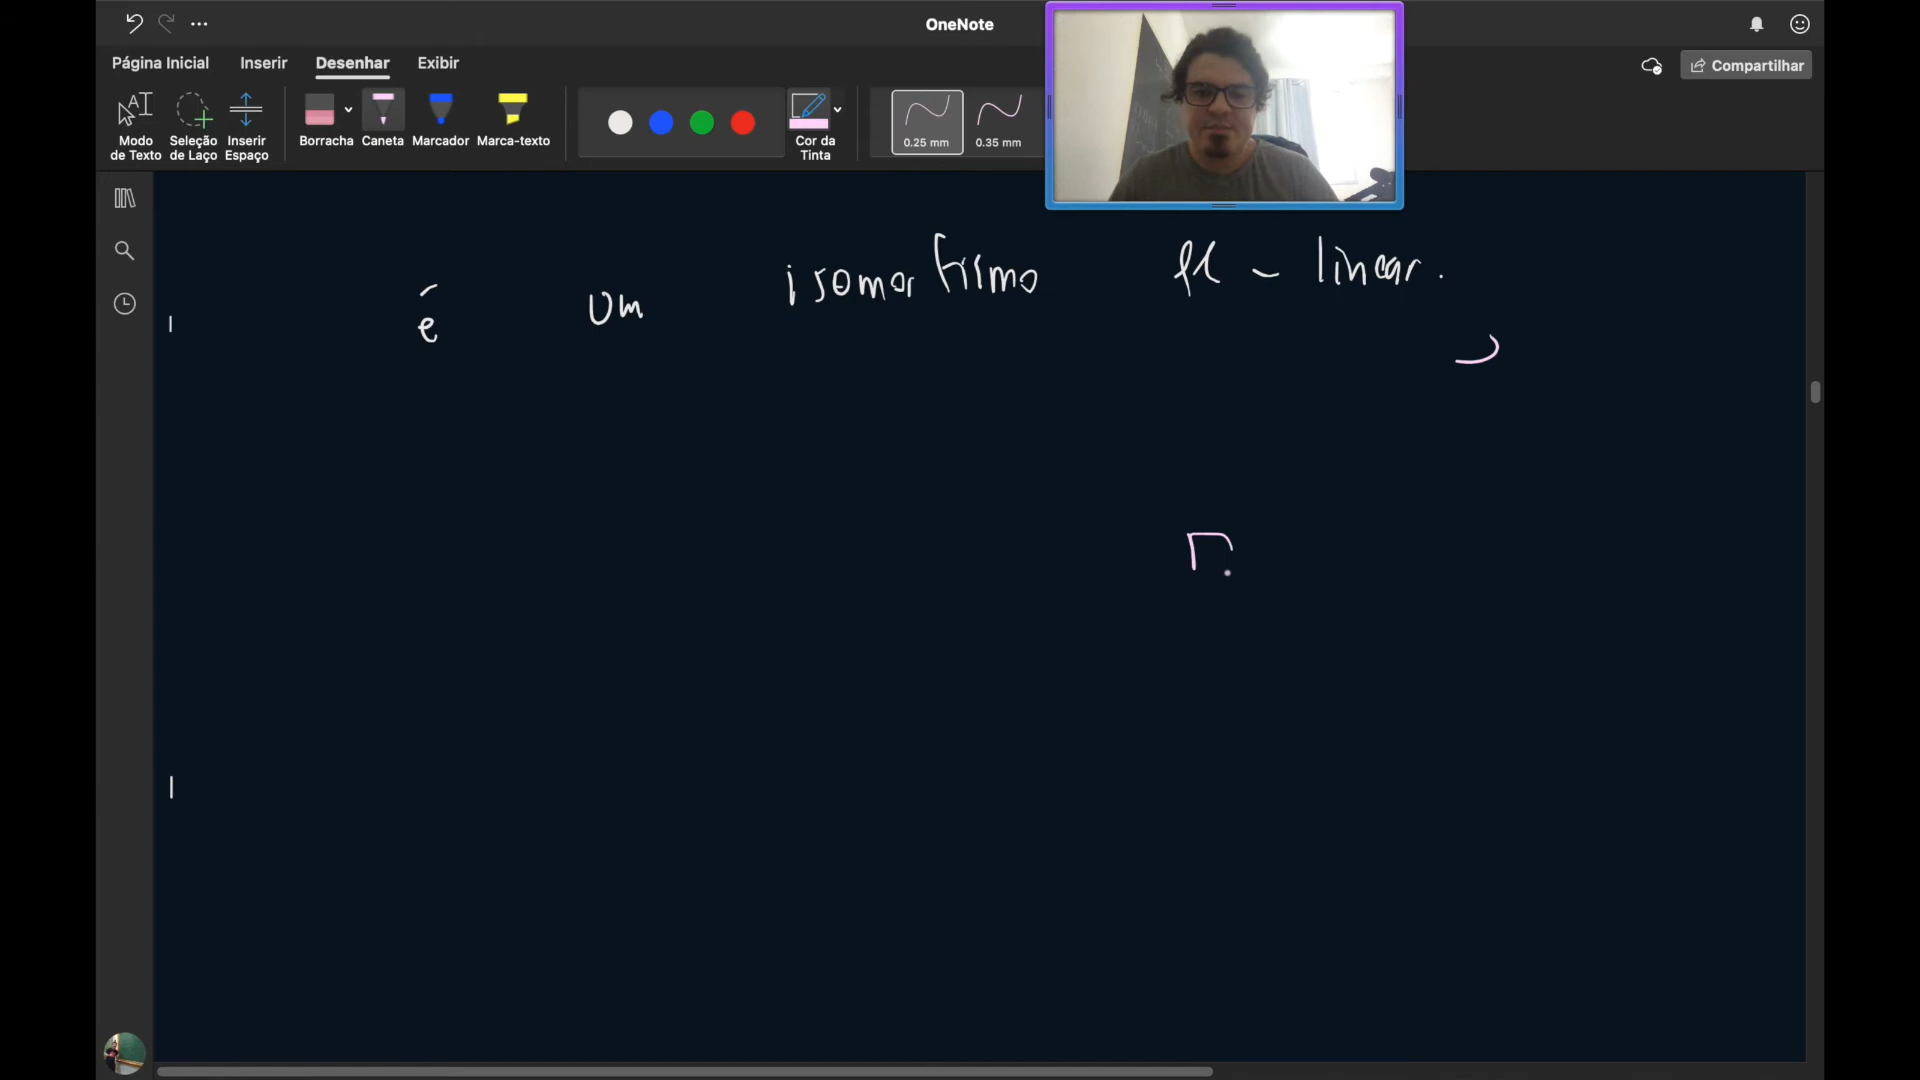 OneNote
Página Inicial Inserir Desenhar Exibir
Compartilhar
Modo de Texto Seleção de Laço Inserir Espaço Borracha Caneta Marcador Marca-texto Cor da Tinta 0.25 mm 0.35 mm
é um isomorfismo - linear.